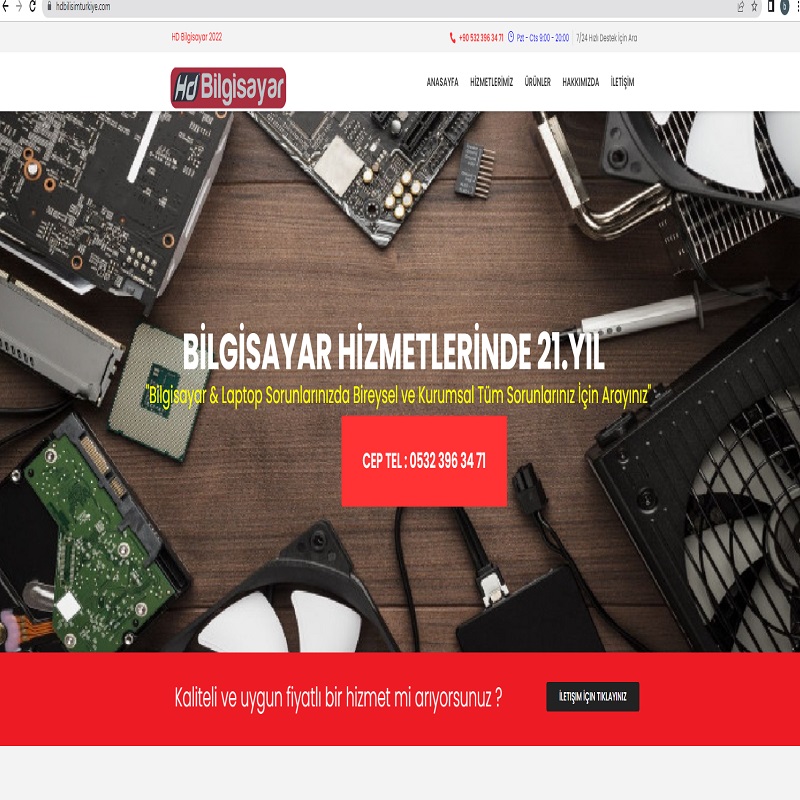 hdbilisimturkiye.com
HD Bilgisayar 2022
+90 532 396 34 71
Pzt - Cts 9:00 - 20:00
7/24 Hızlı Destek İçin Ara
Hd Bilgisayar
ANASAYFA HİZMETLERİMİZ ÜRÜNLER HAKKIMIZDA İLETİŞİM
BİLGİSAYAR HİZMETLERİNDE 21.YIL
"Bilgisayar & Laptop Sorunlarınızda Bireysel ve Kurumsal Tüm Sorunlarınız İçin Arayınız"
CEP TEL : 0532 396 34 71
Kaliteli ve uygun fiyatlı bir hizmet mi arıyorsunuz ?
İLETİŞİM İÇİN TIKLAYINIZ